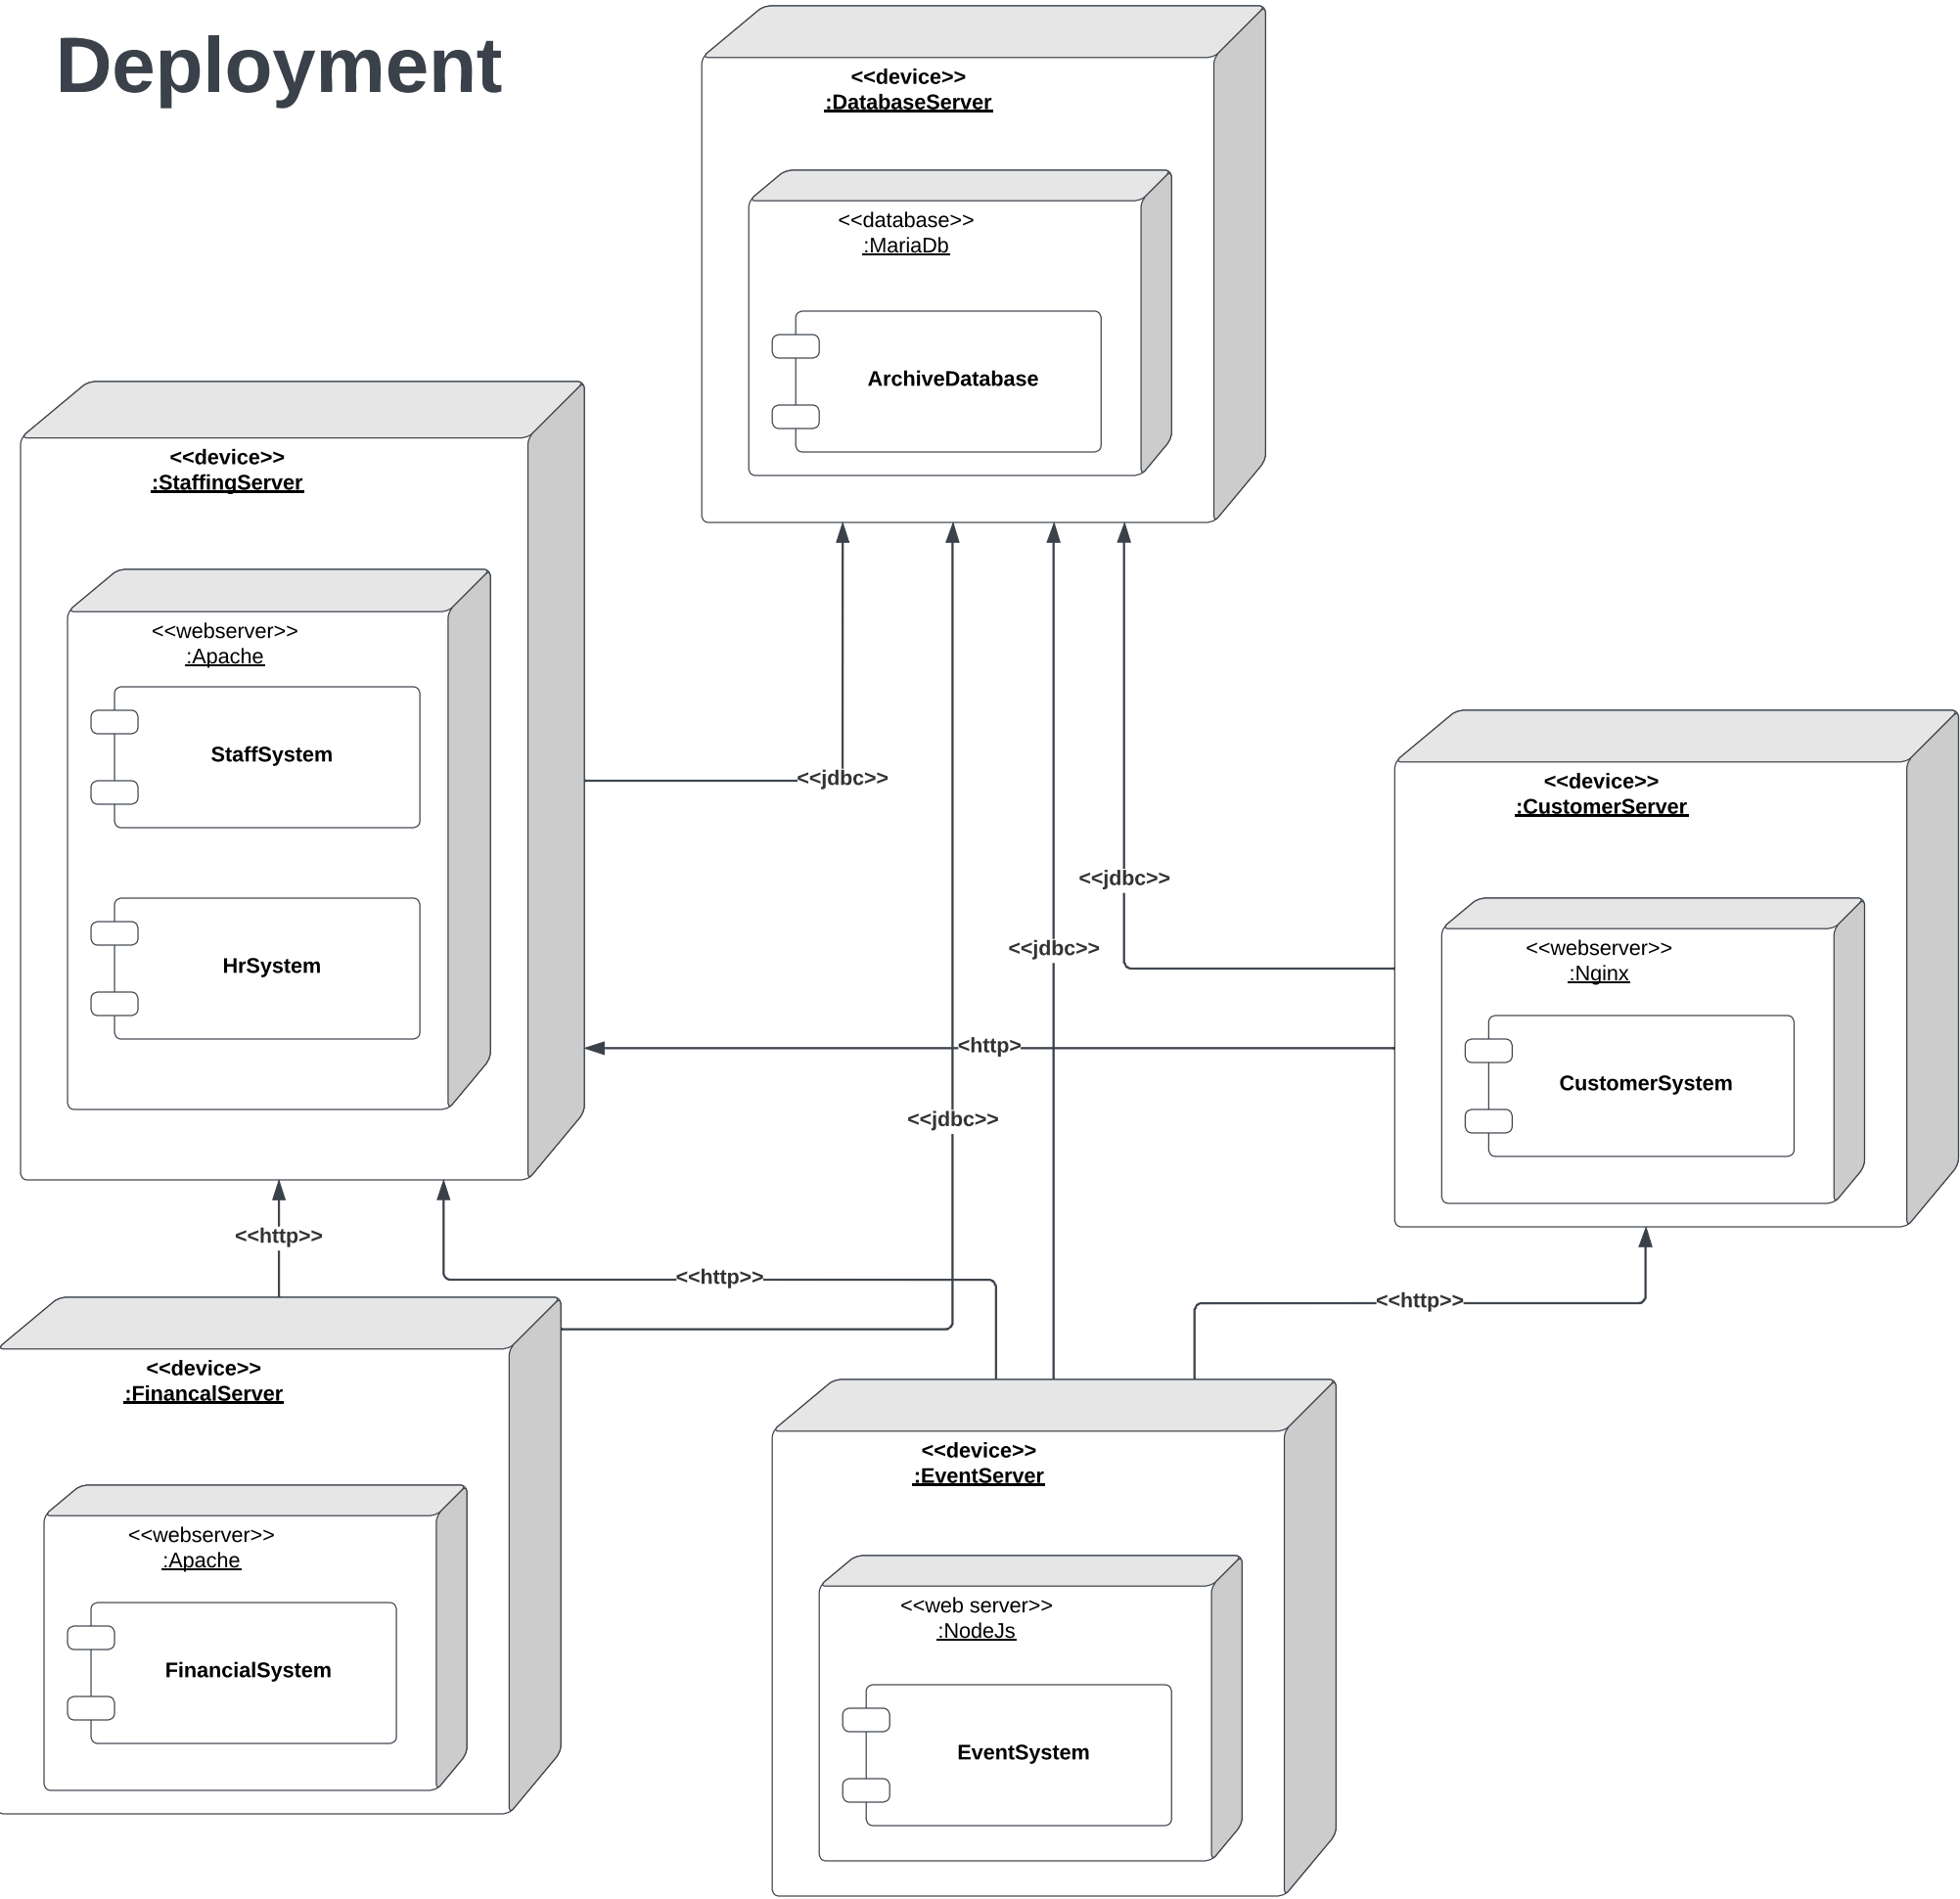 Deployment
<<device>>
:DatabaseServer
<<database>>
:MariaDb
ArchiveDatabase
<<device>>
:StaffingServer
<<webserver>>
:Apache
StaffSystem
HrSystem
<<jdbc>>
<<device>>
:CustomerServer
<<webserver>>
:Nginx
CustomerSystem
<<jdbc>>
<<jdbc>>
<http>
<<jdbc>>
<<http>>
<<http>>
<<http>>
<<device>>
:FinancalServer
<<webserver>>
:Apache
FinancialSystem
<<device>>
:EventServer
<<web server>>
:NodeJs
EventSystem